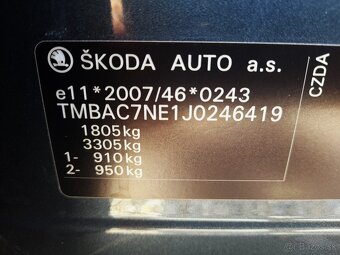 ŠKODA AUTO a.s.
e11*2007/46*0243
TMBAC7NE1J0246419
1805kg
3305kg
1- 910kg
2- 950kg
CZDA